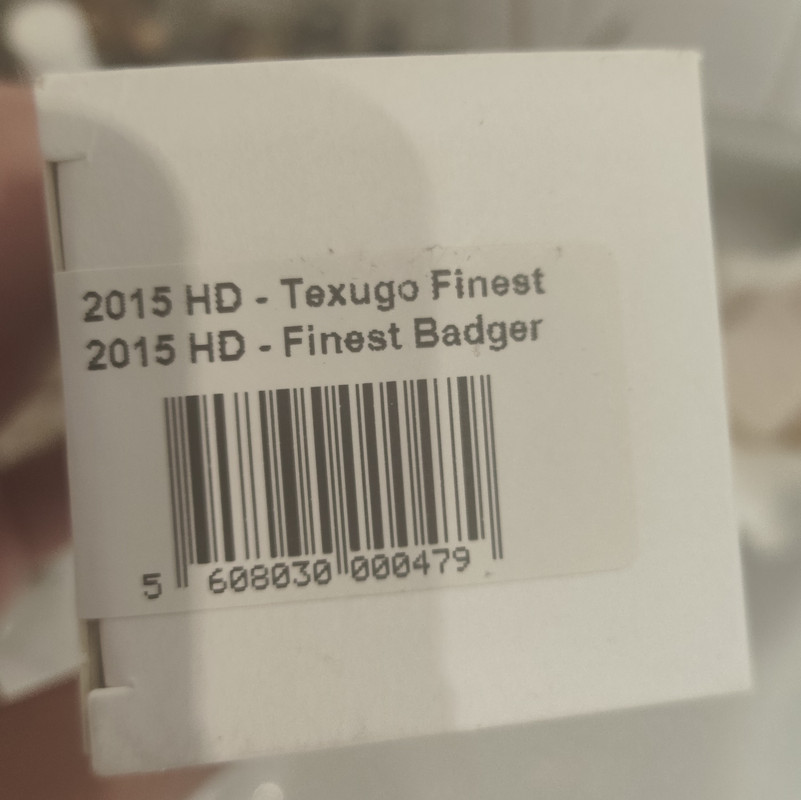 2015 HD - Texugo Finest
2015 HD - Finest Badger
5 608030 000479